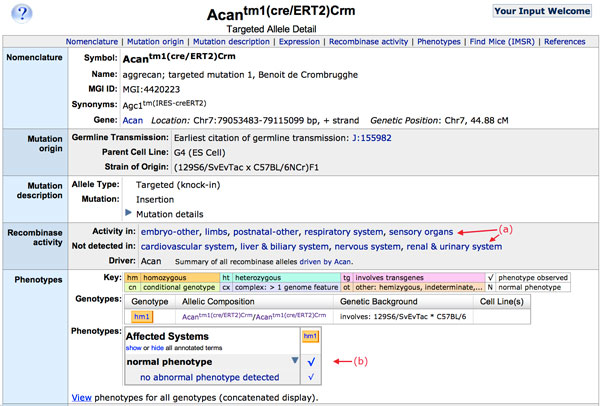 ?
Acan^tm1(cre/ERT2)Crm
Targeted Allele Detail
Your Input Welcome
Nomenclature | Mutation origin | Mutation description | Expression | Recombinase activity | Phenotypes | Find Mice (IMSR) | References
Nomenclature
Symbol: Acan^tm1(cre/ERT2)Crm
Name: aggrecan; targeted mutation 1, Benoit de Crombrugghe
MGI ID: MGI:4420223
Synonyms: Agc1^tm(IRES-creERT2)
Gene: Acan Location: Chr7:79053483-79115099 bp, + strand Genetic Position: Chr7, 44.88 cM
Mutation
origin
Germline Transmission: Earliest citation of germline transmission: J:155982
Parent Cell Line: G4 (ES Cell)
Strain of Origin: (129S6/SvEvTac x C57BL/6NCr)F1
Mutation
description
Allele Type: Targeted (knock-in)
Mutation: Insertion
Mutation details
Recombinase
activity
Activity in: embryo-other, limbs, postnatal-other, respiratory system, sensory organs
(a)
Not detected in: cardiovascular system, liver & biliary system, nervous system, renal & urinary system
Driver: Acan Summary of all recombinase alleles driven by Acan.
Phenotypes
Key: hm homozygous ht heterozygous tg involves transgenes √ phenotype observed
cn conditional genotype cx complex: > 1 genome feature ot other: hemizygous, indeterminate,... N normal phenotype
Genotypes:
Genotype Allelic Composition Genetic Background Cell Line(s)
hm1 Acan^tm1(cre/ERT2)Crm/Acan^tm1(cre/ERT2)Crm involves: 129S6/SvEvTac * C57BL/6
Phenotypes:
Affected Systems hm1
show or hide all annotated terms
normal phenotype √ (b)
no abnormal phenotype detected √
View phenotypes for all genotypes (concatenated display).